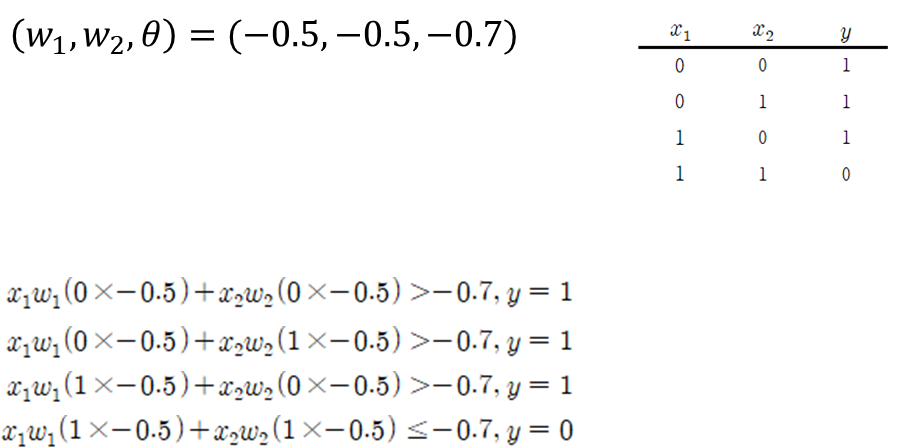 (w₁, w₂, θ) = (−0.5, −0.5, −0.7)
x₁ x₂ y
0 0 1
0 1 1
1 0 1
1 1 0
x₁w₁(0×−0.5)+x₂w₂(0×−0.5) >−0.7, y = 1
x₁w₁(0×−0.5)+x₂w₂(1×−0.5) >−0.7, y = 1
x₁w₁(1×−0.5)+x₂w₂(0×−0.5) >−0.7, y = 1
x₁w₁(1×−0.5)+x₂w₂(1×−0.5) ≤−0.7, y = 0